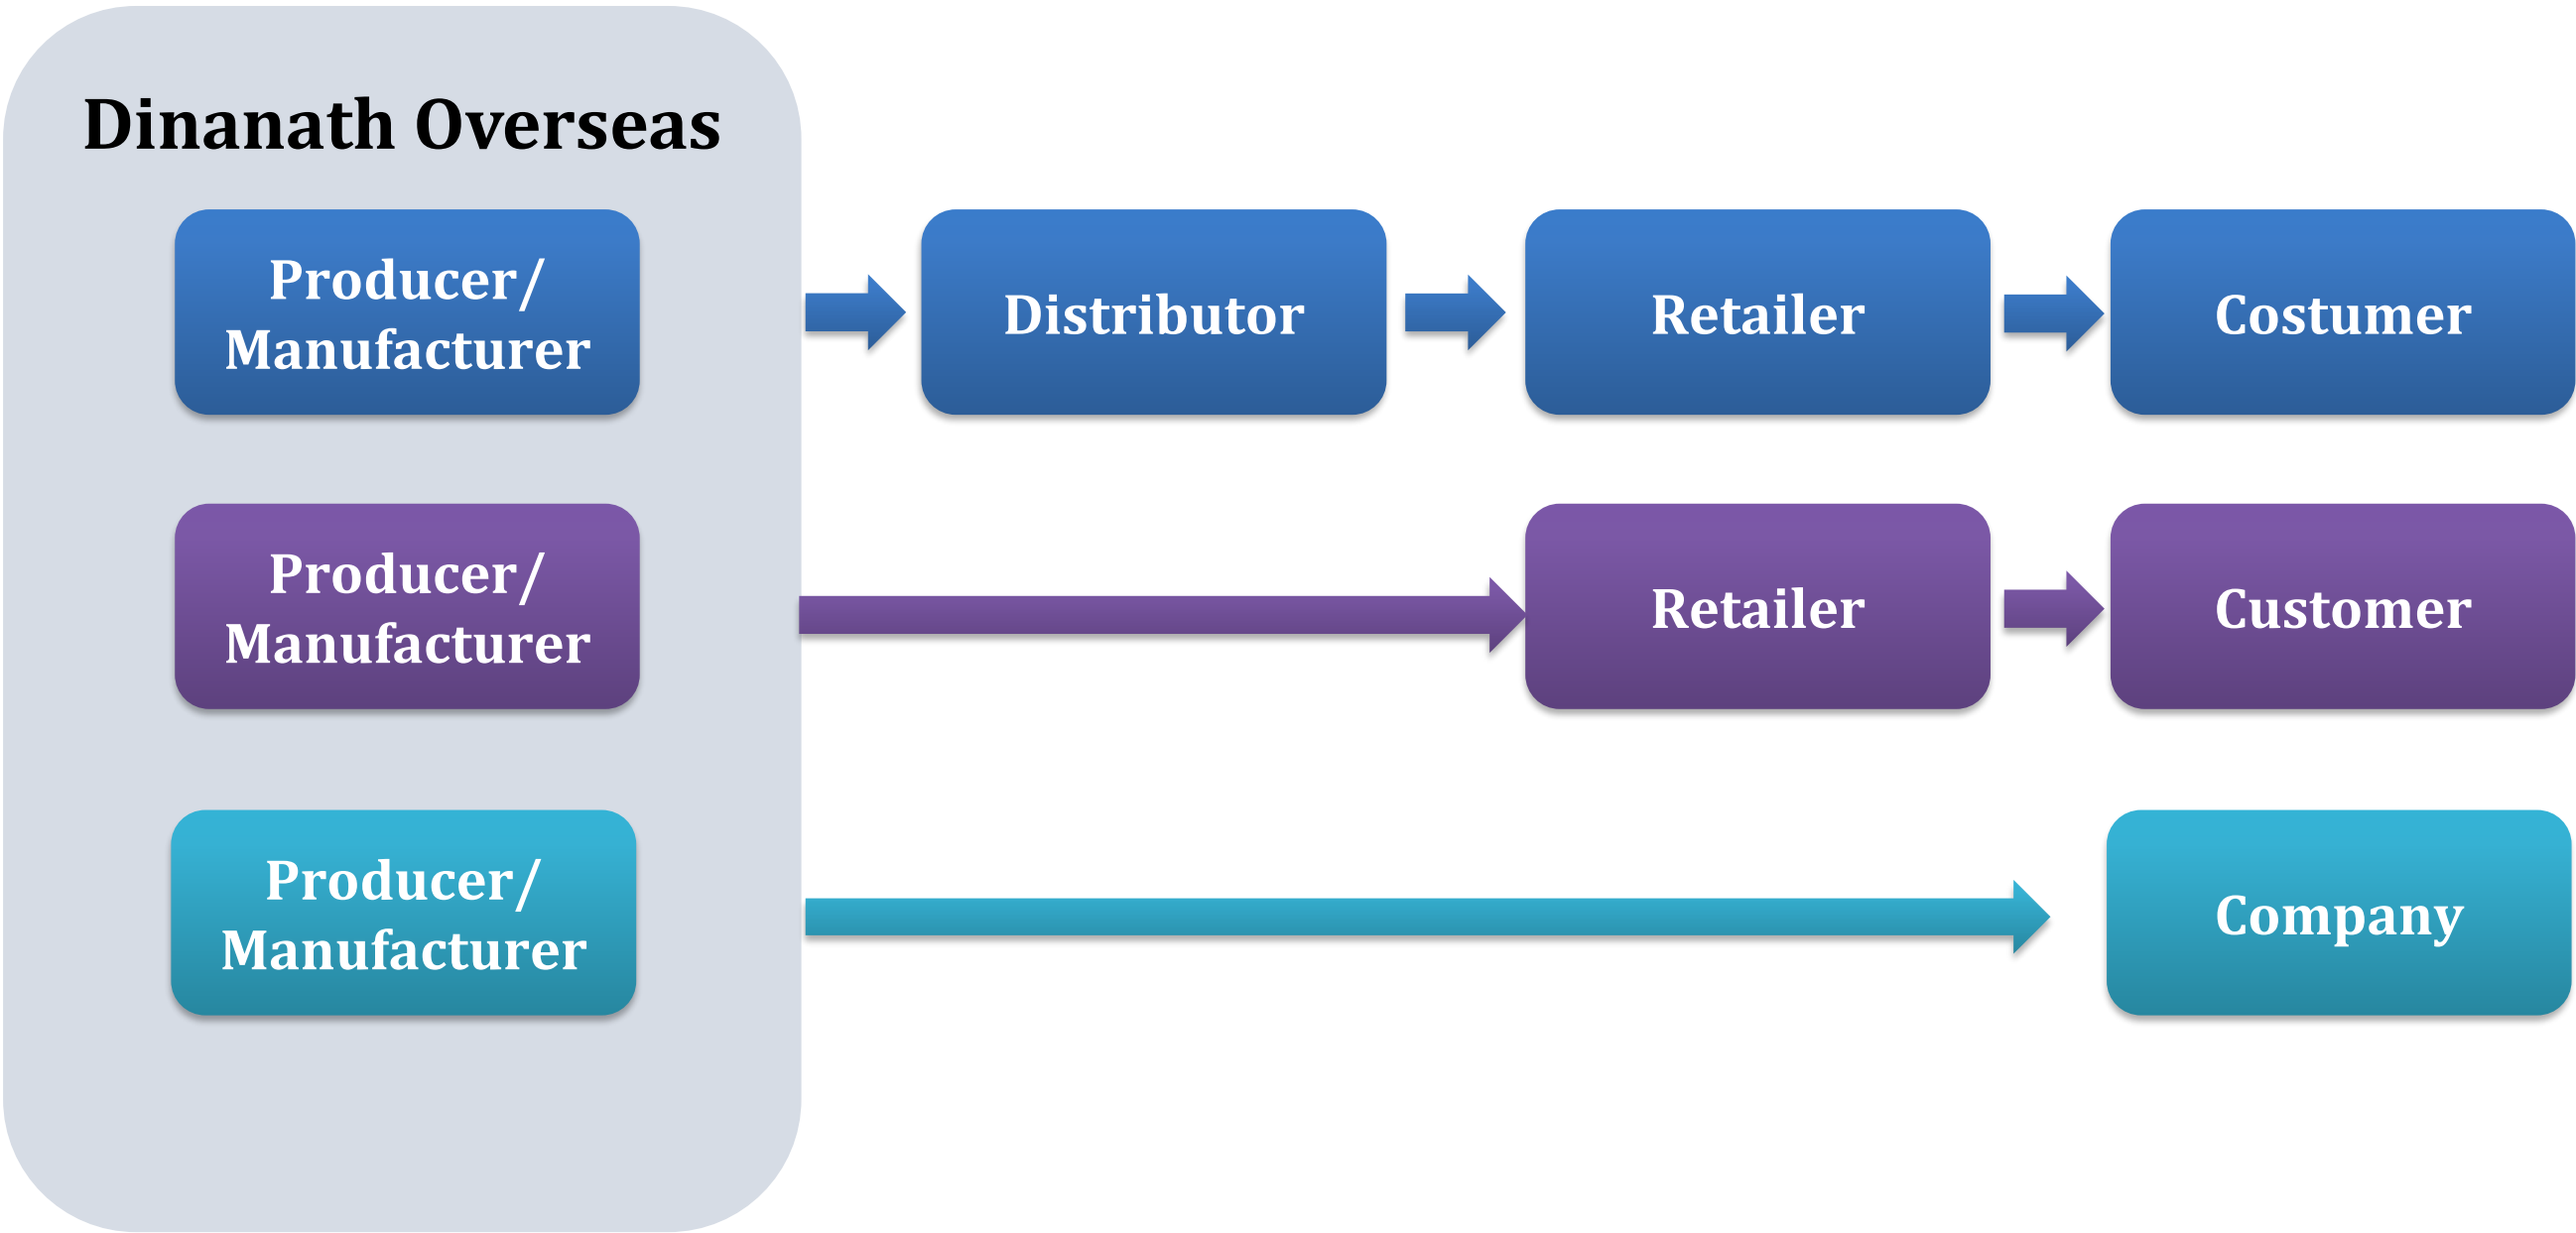 Dinanath Overseas
Producer/
Manufacturer
Distributor
Retailer
Costumer
Producer/
Manufacturer
Retailer
Customer
Producer/
Manufacturer
Company